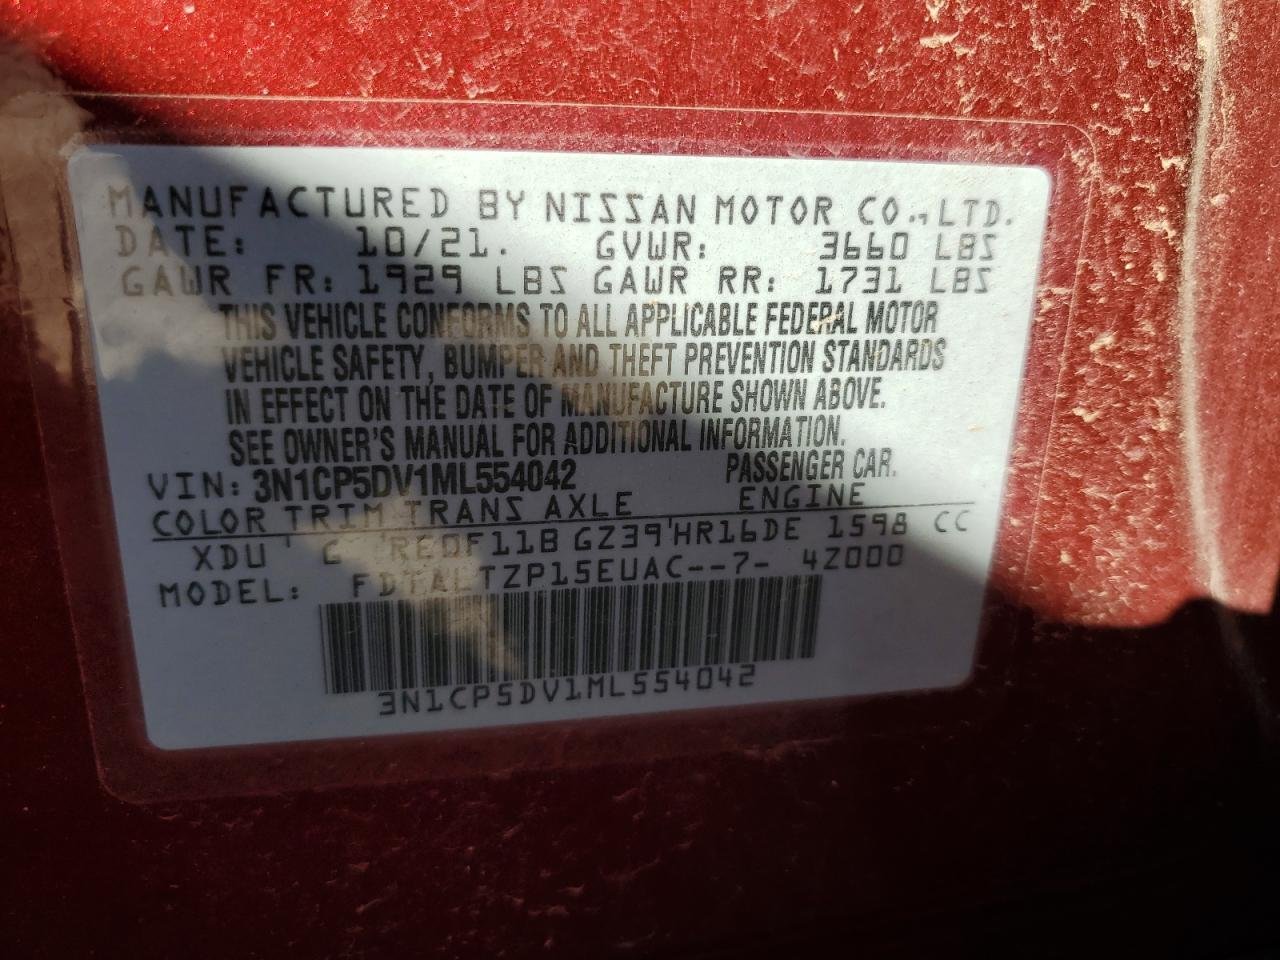 MANUFACTURED BY NISSAN MOTOR CO., LTD.
DATE: 10/21. GVWR: 3660 LBS
GAWR FR: 1929 LBS GAWR RR: 1731 LBS
THIS VEHICLE CONFORMS TO ALL APPLICABLE FEDERAL MOTOR
VEHICLE SAFETY, BUMPER AND THEFT PREVENTION STANDARDS
IN EFFECT ON THE DATE OF MANUFACTURE SHOWN ABOVE.
SEE OWNER'S MANUAL FOR ADDITIONAL INFORMATION.
VIN: 3N1CP5DV1ML554042 PASSENGER CAR.
COLOR TRIM TRANS AXLE ENGINE
XDU C RE0F11B GZ39 HR16DE 1598 CC
MODEL: FDTALTZP15EUAC--7- 4Z000
3N1CP5DV1ML554042